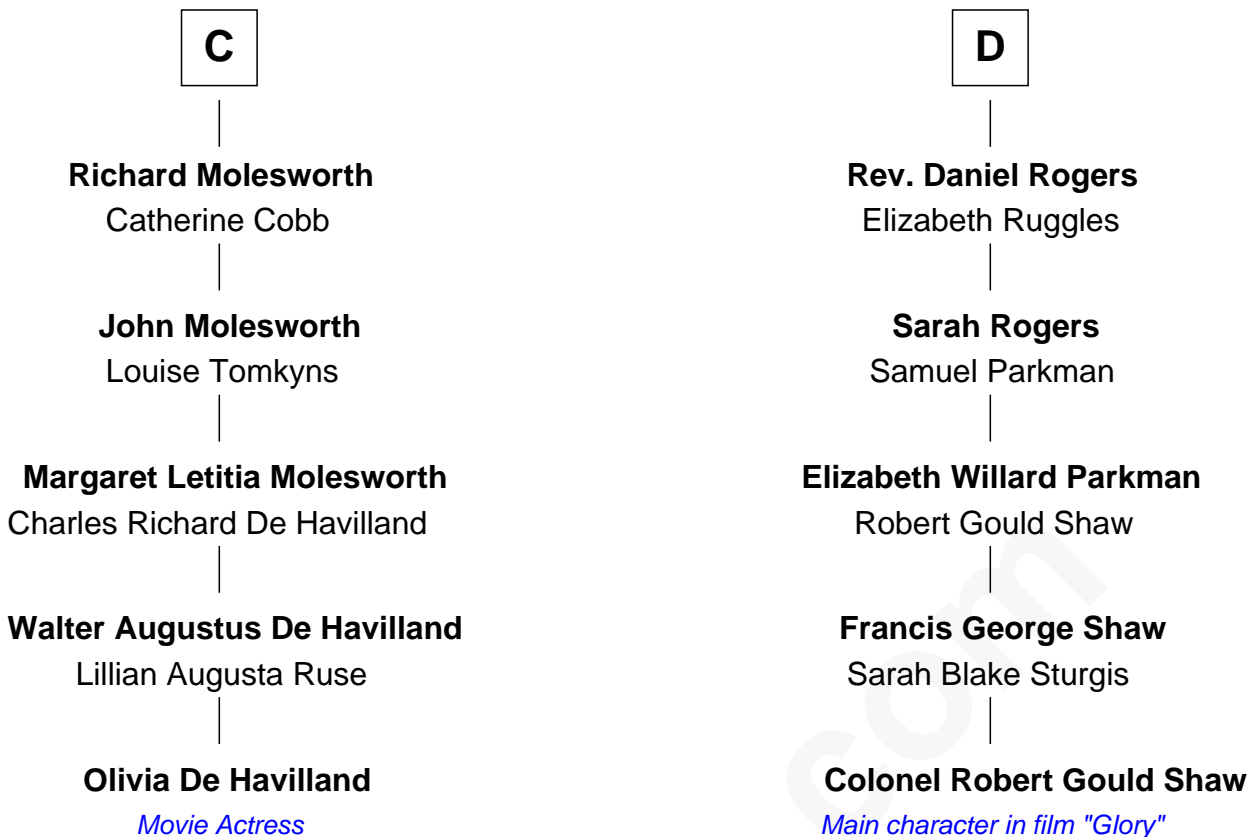 C
Richard Molesworth
Catherine Cobb
John Molesworth
Louise Tomkyns
Margaret Letitia Molesworth
Charles Richard De Havilland
Walter Augustus De Havilland
Lillian Augusta Ruse
Olivia De Havilland
Movie Actress
D
Rev. Daniel Rogers
Elizabeth Ruggles
Sarah Rogers
Samuel Parkman
Elizabeth Willard Parkman
Robert Gould Shaw
Francis George Shaw
Sarah Blake Sturgis
Colonel Robert Gould Shaw
Main character in film "Glory"
com